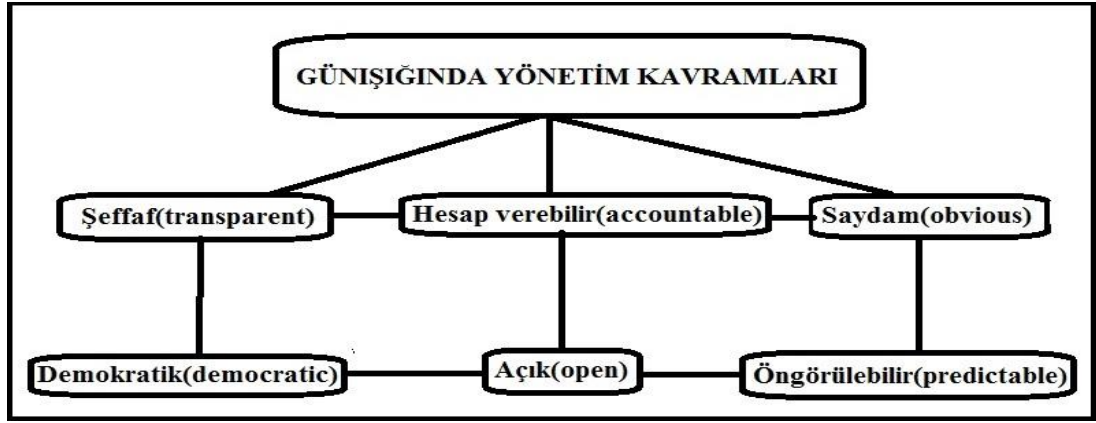 GÜNIŞIĞINDA YÖNETİM KAVRAMLARI
Şeffaf(transparent)
Hesap verebilir(accountable)
Saydam(obvious)
Demokratik(democratic)
Açık(open)
Öngörülebilir(predictable)